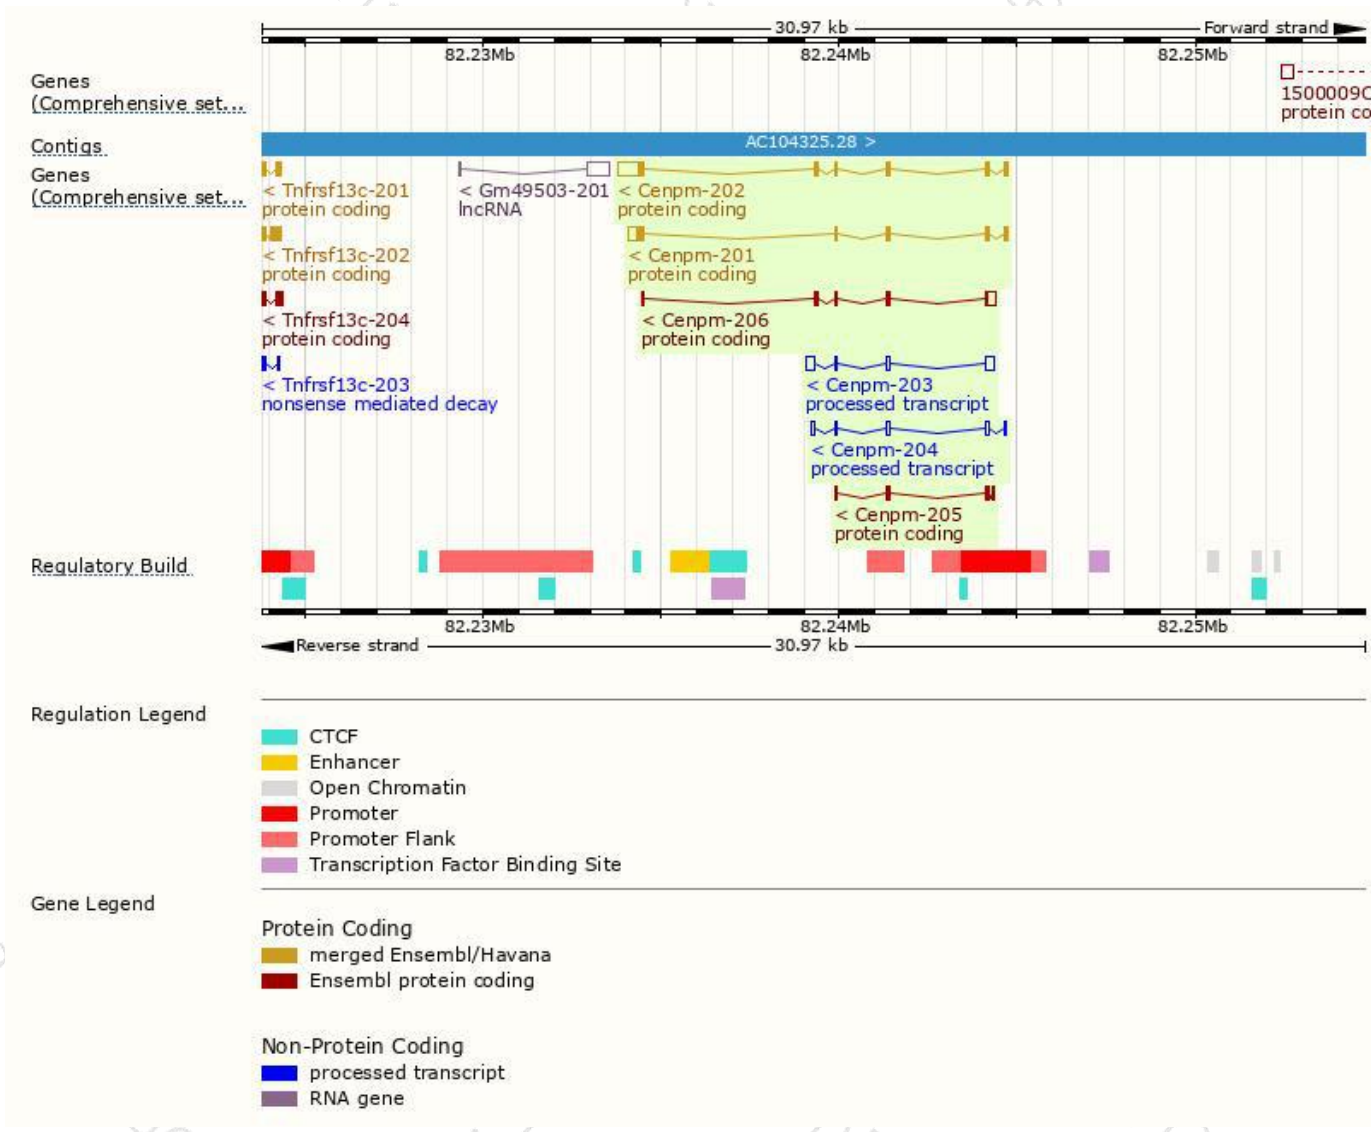 30.97 kb Forward strand
82.23Mb 82.24Mb 82.25Mb
Genes
(Comprehensive set...
1500009O
protein co
Contigs
AC104325.28 >
Genes
(Comprehensive set...
< Tnfrsf13c-201 < Gm49503-201 < Cenpm-202
protein coding lncRNA protein coding
< Tnfrsf13c-202 < Cenpm-201
protein coding protein coding
< Tnfrsf13c-204 < Cenpm-206
protein coding protein coding
< Tnfrsf13c-203 < Cenpm-203
nonsense mediated decay processed transcript
< Cenpm-204
processed transcript
< Cenpm-205
protein coding
Regulatory Build
82.23Mb 82.24Mb 82.25Mb
Reverse strand 30.97 kb
Regulation Legend
CTCF
Enhancer
Open Chromatin
Promoter
Promoter Flank
Transcription Factor Binding Site
Gene Legend
Protein Coding
merged Ensembl/Havana
Ensembl protein coding
Non-Protein Coding
processed transcript
RNA gene